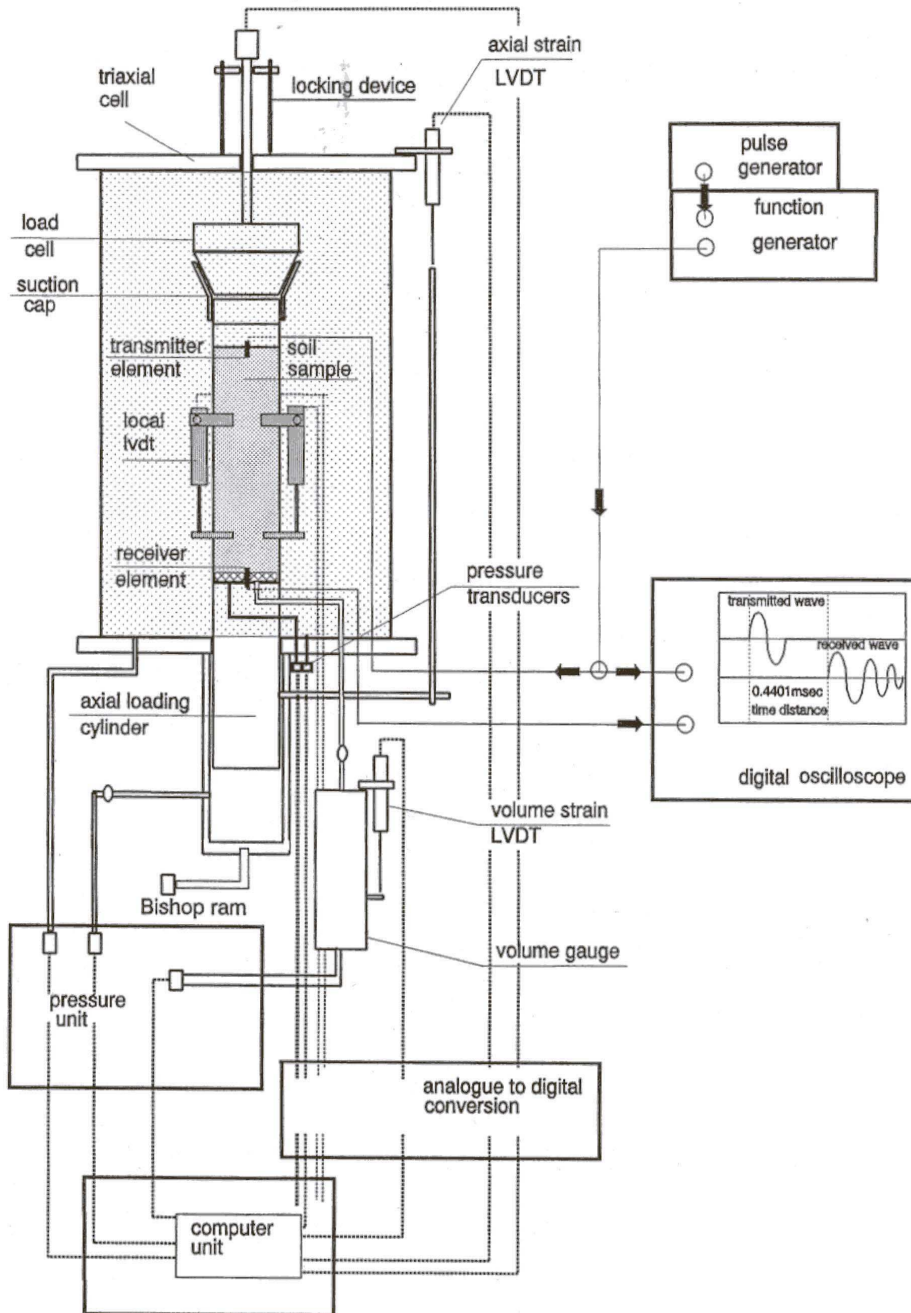 axial strain
LVDT
triaxial
cell
locking device
pulse
generator
function
generator
load
cell
suction
cap
transmitter
element
soil
sample
local
lvdt
receiver
element
pressure
transducers
transmitted wave
received wave
0.4401msec
time distance
digital oscilloscope
axial loading
cylinder
volume strain
LVDT
Bishop ram
volume gauge
pressure
unit
analogue to digital
conversion
computer
unit